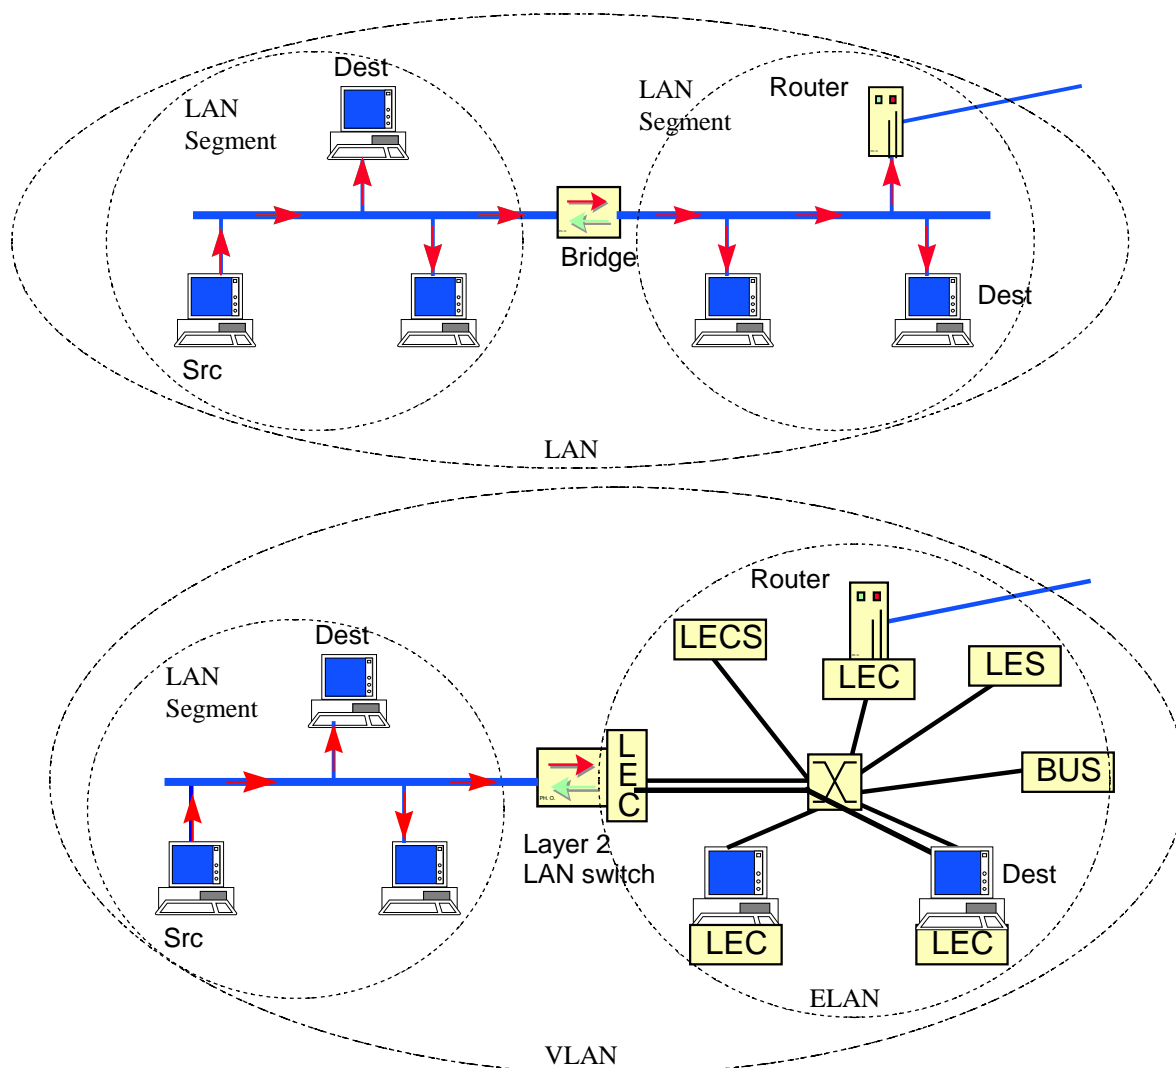 Dest
LAN
Segment
LAN
Segment
Router
Bridge
Dest
Src
LAN
Router
LECS
LES
LEC
Dest
LAN
Segment
L
E
C
BUS
PH. O.
Layer 2
LAN switch
Dest
Src
LEC
LEC
ELAN
VLAN